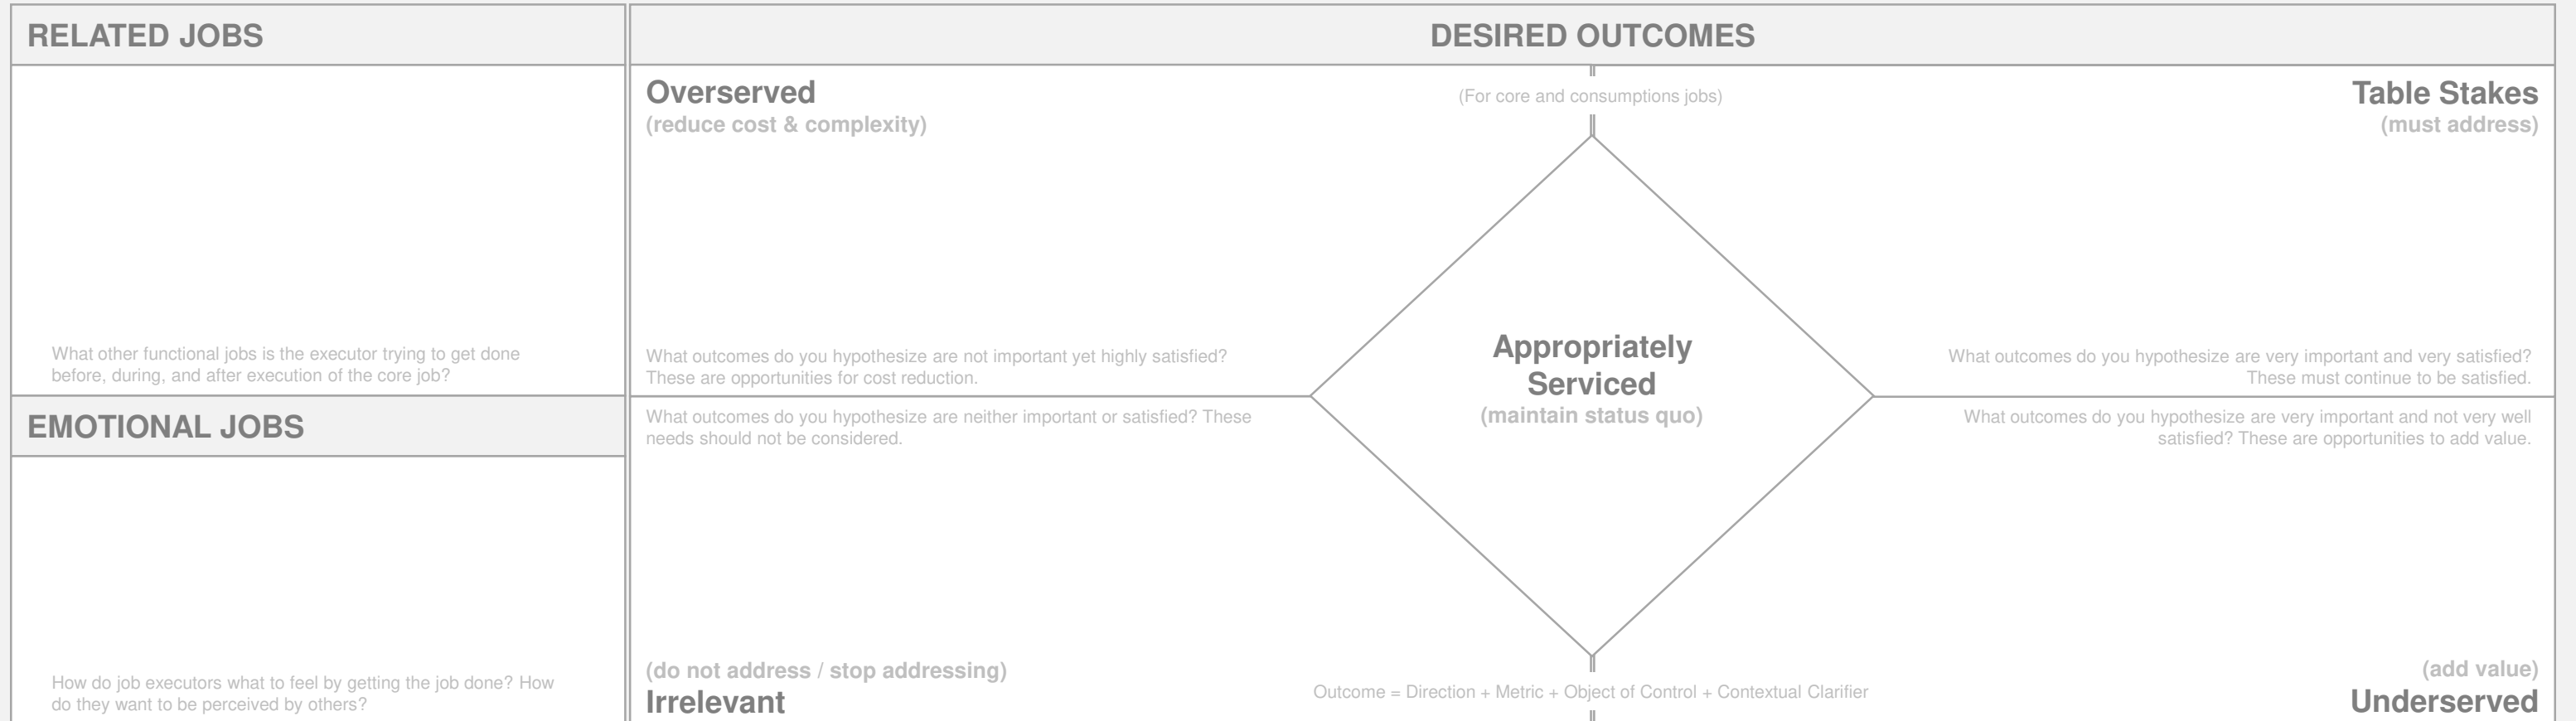 RELATED JOBS
What other functional jobs is the executor trying to get done
before, during, and after execution of the core job?
EMOTIONAL JOBS
How do job executors what to feel by getting the job done? How
do they want to be perceived by others?
DESIRED OUTCOMES
(For core and consumptions jobs)
Overserved
(reduce cost & complexity)
What outcomes do you hypothesize are not important yet highly satisfied?
These are opportunities for cost reduction.
Table Stakes
(must address)
What outcomes do you hypothesize are very important and very satisfied?
These must continue to be satisfied.
Appropriately
Serviced
(maintain status quo)
What outcomes do you hypothesize are neither important or satisfied? These
needs should not be considered.
(do not address / stop addressing)
Irrelevant
What outcomes do you hypothesize are very important and not very well
satisfied? These are opportunities to add value.
(add value)
Underserved
Outcome = Direction + Metric + Object of Control + Contextual Clarifier